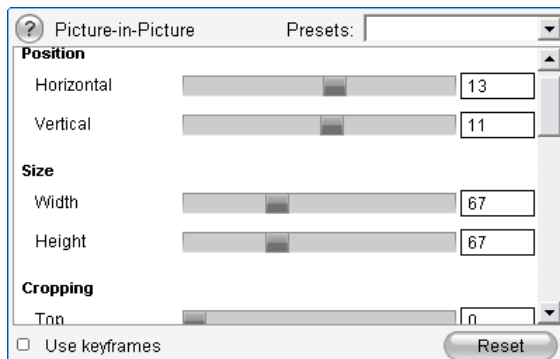 ? Picture-in-Picture Presets:
Position
Horizontal 13
Vertical 11
Size
Width 67
Height 67
Cropping
Top 0
Use keyframes Reset